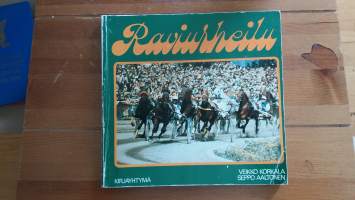 Raviurheilu
KIRJAYHTYMÄ
VEIKKO KORKALA
SEPPO AALTONEN